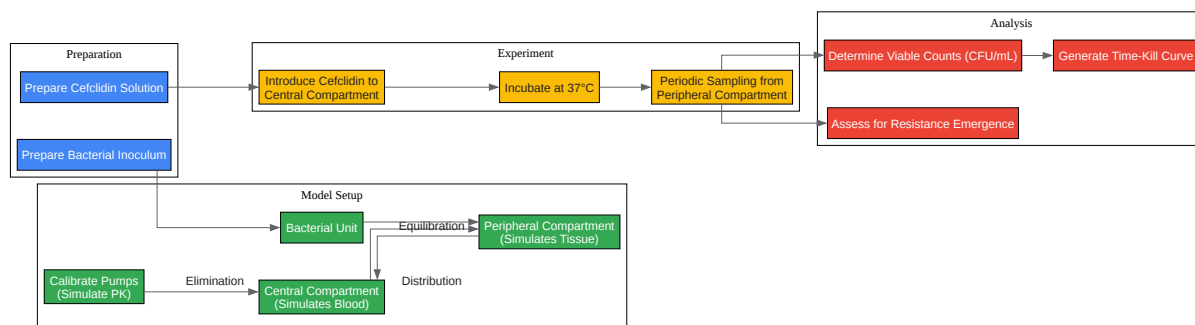 Preparation
Prepare Cefclidin Solution
Prepare Bacterial Inoculum
Experiment
Introduce Cefclidin to
Central Compartment
Incubate at 37°C
Periodic Sampling from
Peripheral Compartment
Analysis
Determine Viable Counts (CFU/mL)
Generate Time-Kill Curve
Assess for Resistance Emergence
Model Setup
Bacterial Unit
Equilibration
Peripheral Compartment
(Simulates Tissue)
Calibrate Pumps
(Simulate PK)
Elimination
Central Compartment
(Simulates Blood)
Distribution